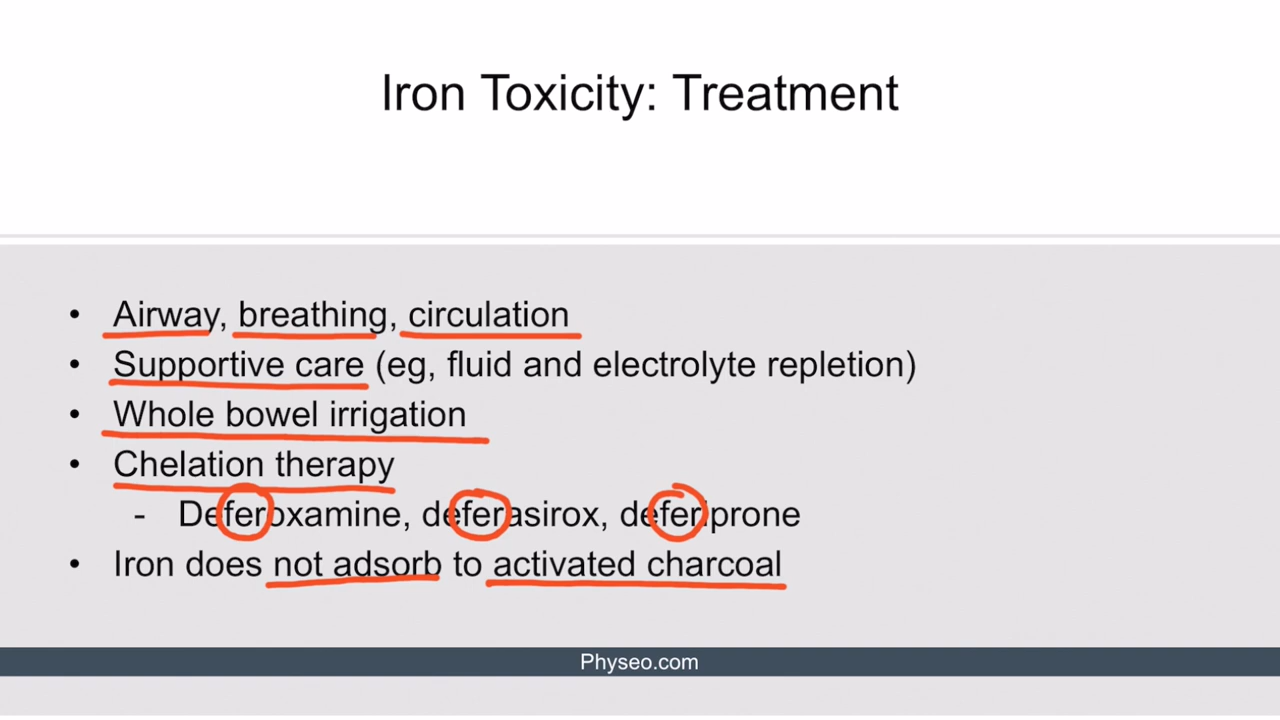 Iron Toxicity: Treatment
• Airway, breathing, circulation
• Supportive care (eg, fluid and electrolyte repletion)
• Whole bowel irrigation
• Chelation therapy
- Deferoxamine, deferasirox, deferiprone
• Iron does not adsorb to activated charcoal
Physeo.com